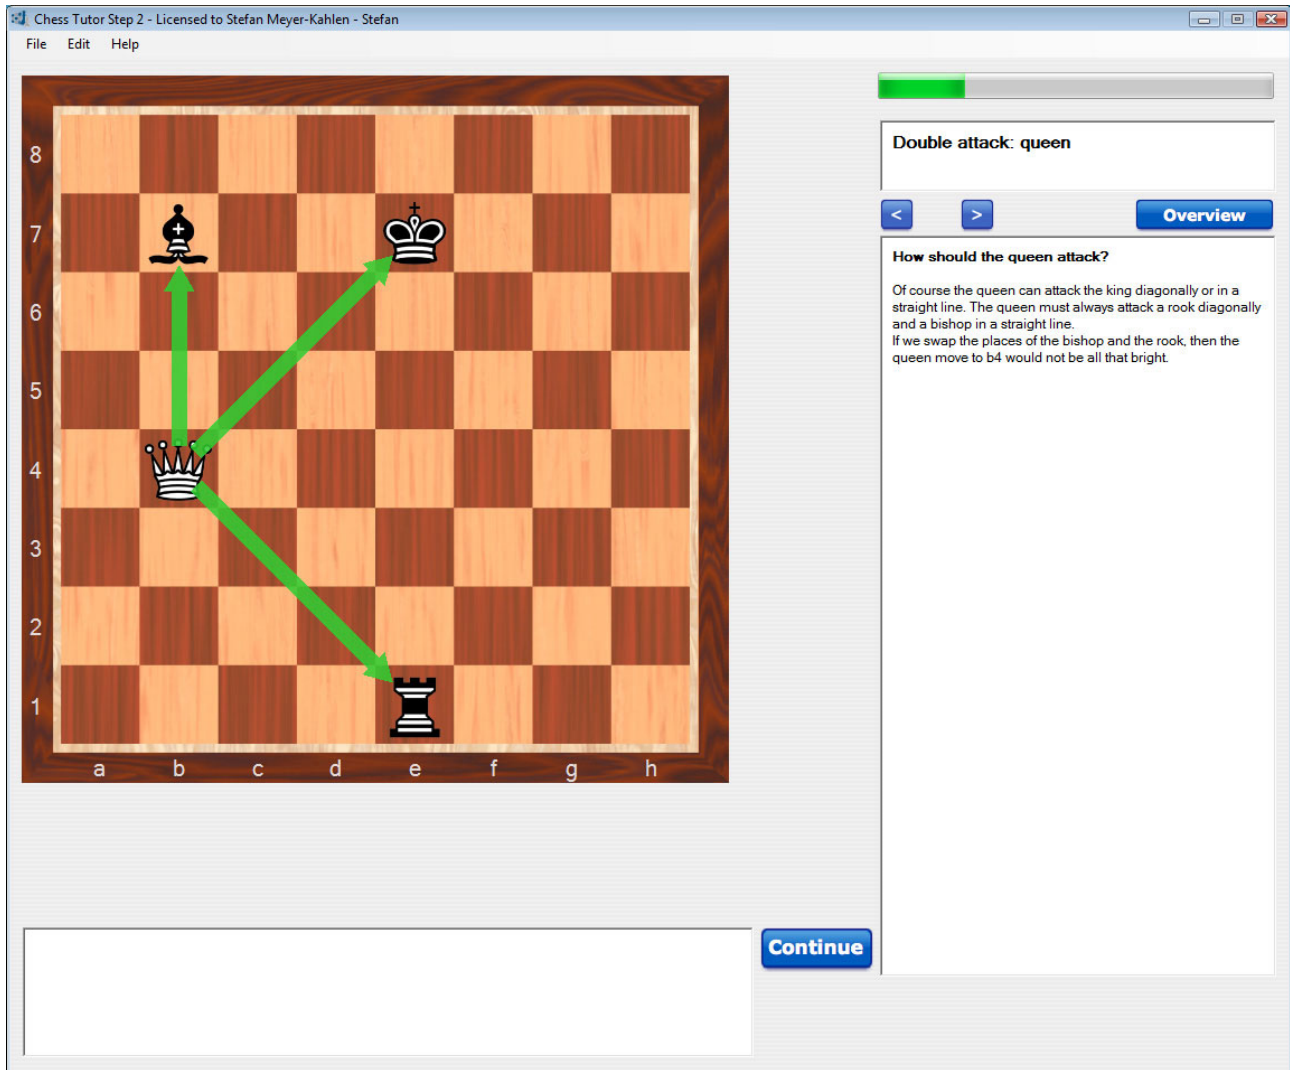 Chess Tutor Step 2 - Licensed to Stefan Meyer-Kahlen - Stefan
File Edit Help
8
7
6
5
4
3
2
1
a b c d e f g h
Double attack: queen
< > Overview
How should the queen attack?
Of course the queen can attack the king diagonally or in a
straight line. The queen must always attack a rook diagonally
and a bishop in a straight line.
If we swap the places of the bishop and the rook, then the
queen move to b4 would not be all that bright.
Continue